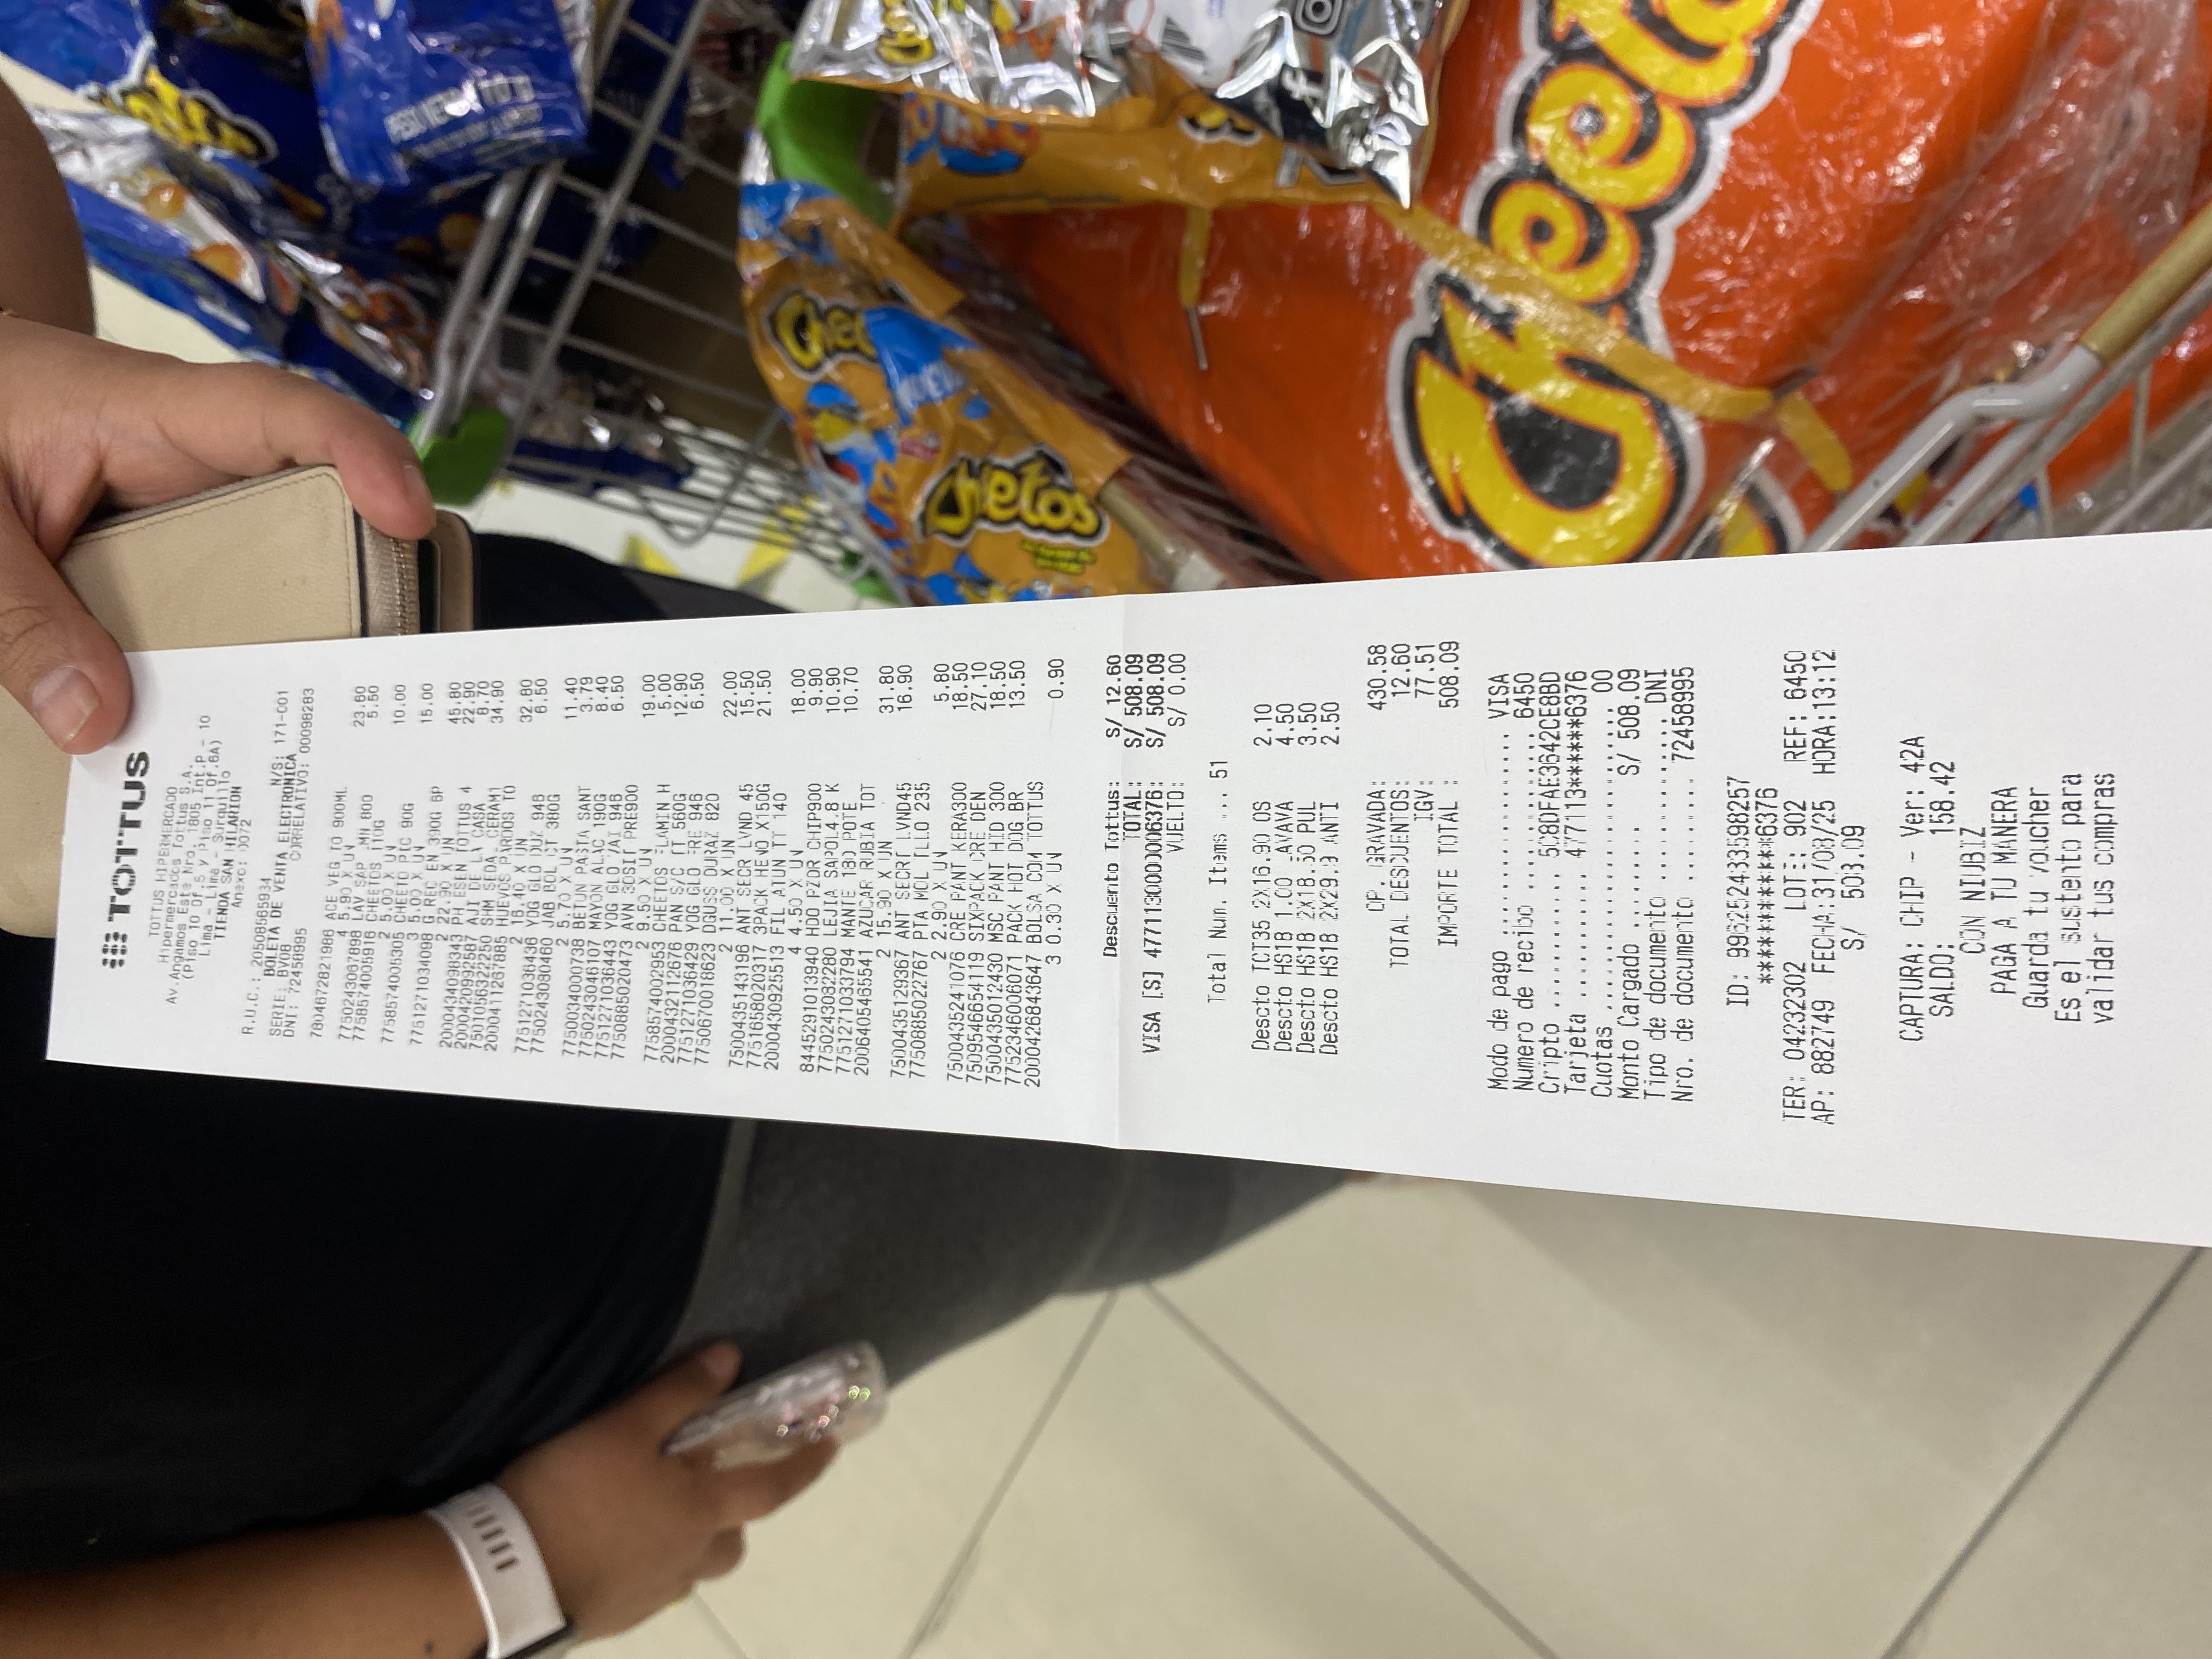 TOTTUS
TOTTUS HIPERMERCADO
Hipermercados Tottus S.A.
Av.Angamos Este Nro. 1805 Int.P - 10
(Piso 10 Of.5 y Piso 11 Of.6A)
Lima - Lima - Surquillo
TIENDA SAN HILARION
Anexo: 0072
R.U.C.: 20508565934 N/S: 171-001
BOLETA DE VENTA ELECTRONICA
SERIE: BV0B CORRELATIVO: 00098283
DNI: 72458995
7804672821986 ACE VEG TO 900ML
4 5.90 X UN 23.60
7750243067898 LAV SAP LMN 800 5.50
7758574005916 CHEETOS 110G
2 5.00 X UN 10.00
7758574005305 CHEETO PIC 90G
3 5.00 X UN 15.00
7751271034098 G REC EN 390G 6P
2 22.90 X UN 45.80
2000434098343 PH ESEN TOTTUS 4 22.90
2000420992587 AJI DE LA CASA 8.70
7501056322250 SHM SEDA. CERAM1 34.90
2000411267885 HUEVOS PARDOS TO
2 16.40 X UN 32.80
7751271036436 YOG GLO DUZ 946 6.50
7750243080460 JAB BOL CT 380G
2 5.70 X UN 11.40
7750034000738 BETUN PASTA SANT 3.79
7750243046107 MAYON ALAC 190G 8.40
7751271036443 YOG GLO VAI 946 6.50
7750885020473 AVN 3OSIT PRE900
2 9.50 X UN 19.00
7758574002953 CHEETOS FLAMIN H 5.00
2000432112676 PAN S/C TT 560G 12.90
7751271036429 YOG GLO FRE 946 6.50
7750670018623 DGUSS DURAZ 820
2 11.00 X UN 22.00
7500435143196 ANT SECR LVND 45 15.50
7751658020317 3PACK HENO X150G 21.50
2000430925513 FIL ATUN TT 140
4 4.50 X UN 18.00
8445291013940 HDO PZDR CHIP900 9.90
7750243082280 LEJIA SAPOL4.8 K 10.90
7751271033794 MANTE 180 POTE 10.70
2006405465541 AZUCAR RUBIA TOT
2 15.90 X UN 31.80
7500435129367 ANT SECRT LVND45 16.90
7750885022767 PTA MOL TLLO 235
2 2.90 X UN 5.80
7500435241076 CRE PANT KERA300 18.50
7509546654119 SIXPACK CRE DEN 27.10
7500435012430 MSC PANT HID 300 18.50
7752346006071 PACK HOT DOG BR 13.50
2000426843647 BOLSA COM TOTTUS
3 0.30 X UN 0.90
Descuento Tottus: S/ 12.60
TOTAL: S/ 508.09
VISA [S] 4771130000006376: S/ 508.09
VUELTO: S/ 0.00
Total Num. Items ... 51
Descto TCT35 2X16.90 OS 2.10
Descto HS18 1.00 LAVAVA 4.50
Descto HS18 2X18.50 PUL 3.50
Descto HS18 2X29.9 ANTI 2.50
OP. GRAVADA: 430.58
TOTAL DESCUENTOS: 12.60
IGV: 77.51
IMPORTE TOTAL : 508.09
Modo de pago .................. VISA
Numero de recibo .............. 6450
Cripto ............ 5C8DFAE3642CE8BD
Tarjeta ........... 477113******6376
Cuotas ........................... 00
Monto Cargado ......... S/ 508.09
Tipo de documento .............. DNI
Nro. de documento ......... 72458995
ID: 996252433598257
************6376
TER: 04232302 LOTE: 902 REF: 6450
AP: 882749 FECHA:31/08/25 HORA:13:12
S/ 508.09
CAPTURA: CHIP - Ver: 42A
SALDO: 158.42
CON NIUBIZ
PAGA A TU MANERA
Guarda tu voucher
Es el sustento para
validar tus compras
Cheetos
Cheetos